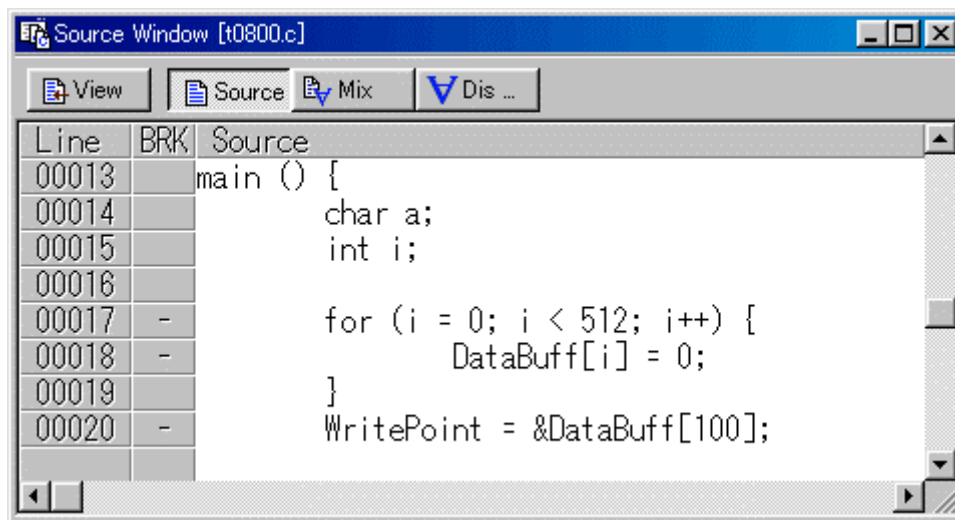 Source Window [t0800.c]
View Source Mix Dis ...
Line BRK Source
00013 main () {
00014 char a;
00015 int i;
00016
00017 - for (i = 0; i < 512; i++) {
00018 - DataBuff[i] = 0;
00019 }
00020 - WritePoint = &DataBuff[100];